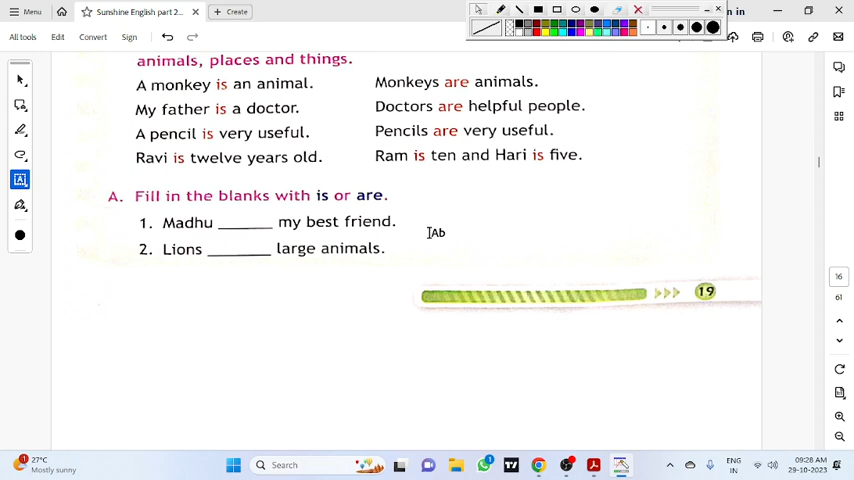 Menu
Sunshine English part 2...
Create
n in
All tools
Edit
Convert
Sign
animals, places and things.
A monkey is an animal.
Monkeys are animals.
My father is a doctor.
Doctors are helpful people.
A pencil is very useful.
Pencils are very useful.
Ravi is twelve years old.
Ram is ten and Hari is five.
A. Fill in the blanks with is or are.
1. Madhu ______ my best friend.
Ab
2. Lions _______ large animals.
19
16
61
1
27°C
Mostly sunny
Search
ENG
IN
09:28 AM
29-10-2023